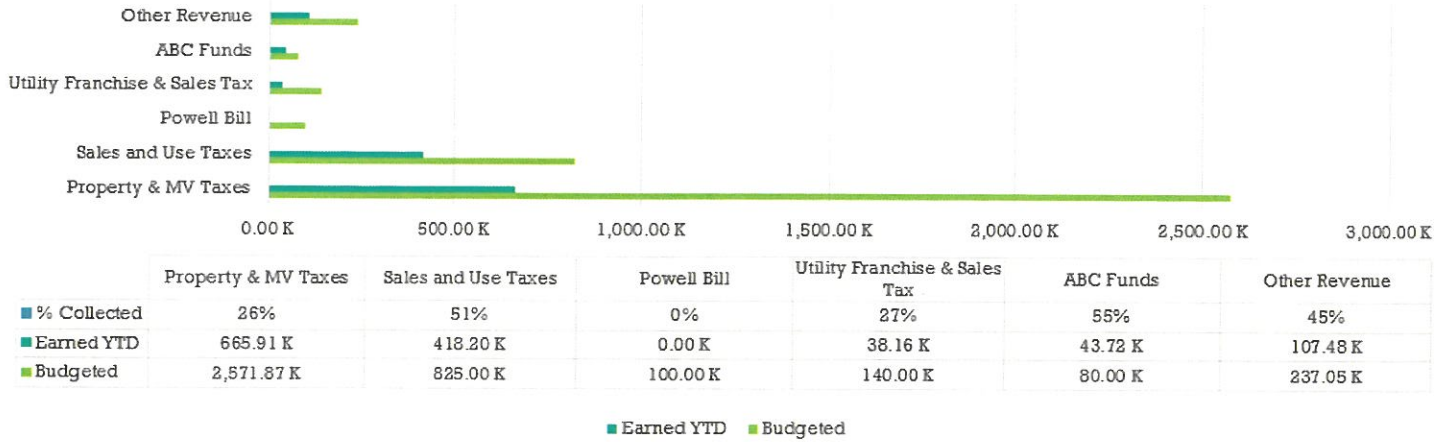 Other Revenue
ABC Funds
Utility Franchise & Sales Tax
Powell Bill
Sales and Use Taxes
Property & MV Taxes
0.00 K 500.00 K 1,000.00 K 1,500.00 K 2,000.00 K 2,500.00 K 3,000.00 K
Property & MV Taxes Sales and Use Taxes Powell Bill Utility Franchise & Sales Tax ABC Funds Other Revenue
% Collected 26% 51% 0% 27% 55% 45%
Earned YTD 665.91 K 418.20 K 0.00 K 38.16 K 43.72 K 107.48 K
Budgeted 2,571.87 K 825.00 K 100.00 K 140.00 K 80.00 K 237.05 K
Earned YTD Budgeted